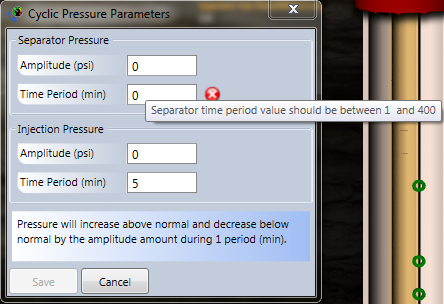 Cyclic Pressure Parameters
X
Separator Pressure
Amplitude (psi) 0
Time Period (min) 0
Separator time period value should be between 1 and 400
Injection Pressure
Amplitude (psi) 0
Time Period (min) 5
Pressure will increase above normal and decrease below
normal by the amplitude amount during 1 period (min).
Save Cancel